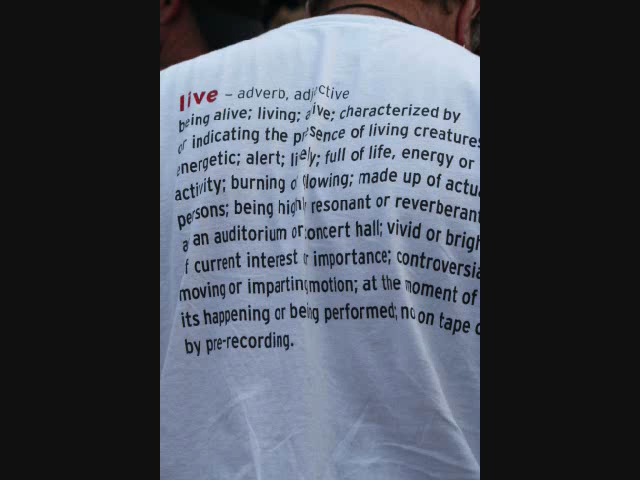 live – adverb, adjective
being alive; living; alive; characterized by
or indicating the presence of living creatures
energetic; alert; lively; full of life, energy or
activity; burning or glowing; made up of actu
persons; being highly resonant or reverberant
a an auditorium or concert hall; vivid or brigh
f current interest or importance; controversia
moving or imparting motion; at the moment of
its happening or being performed; no on tape o
by pre-recording.